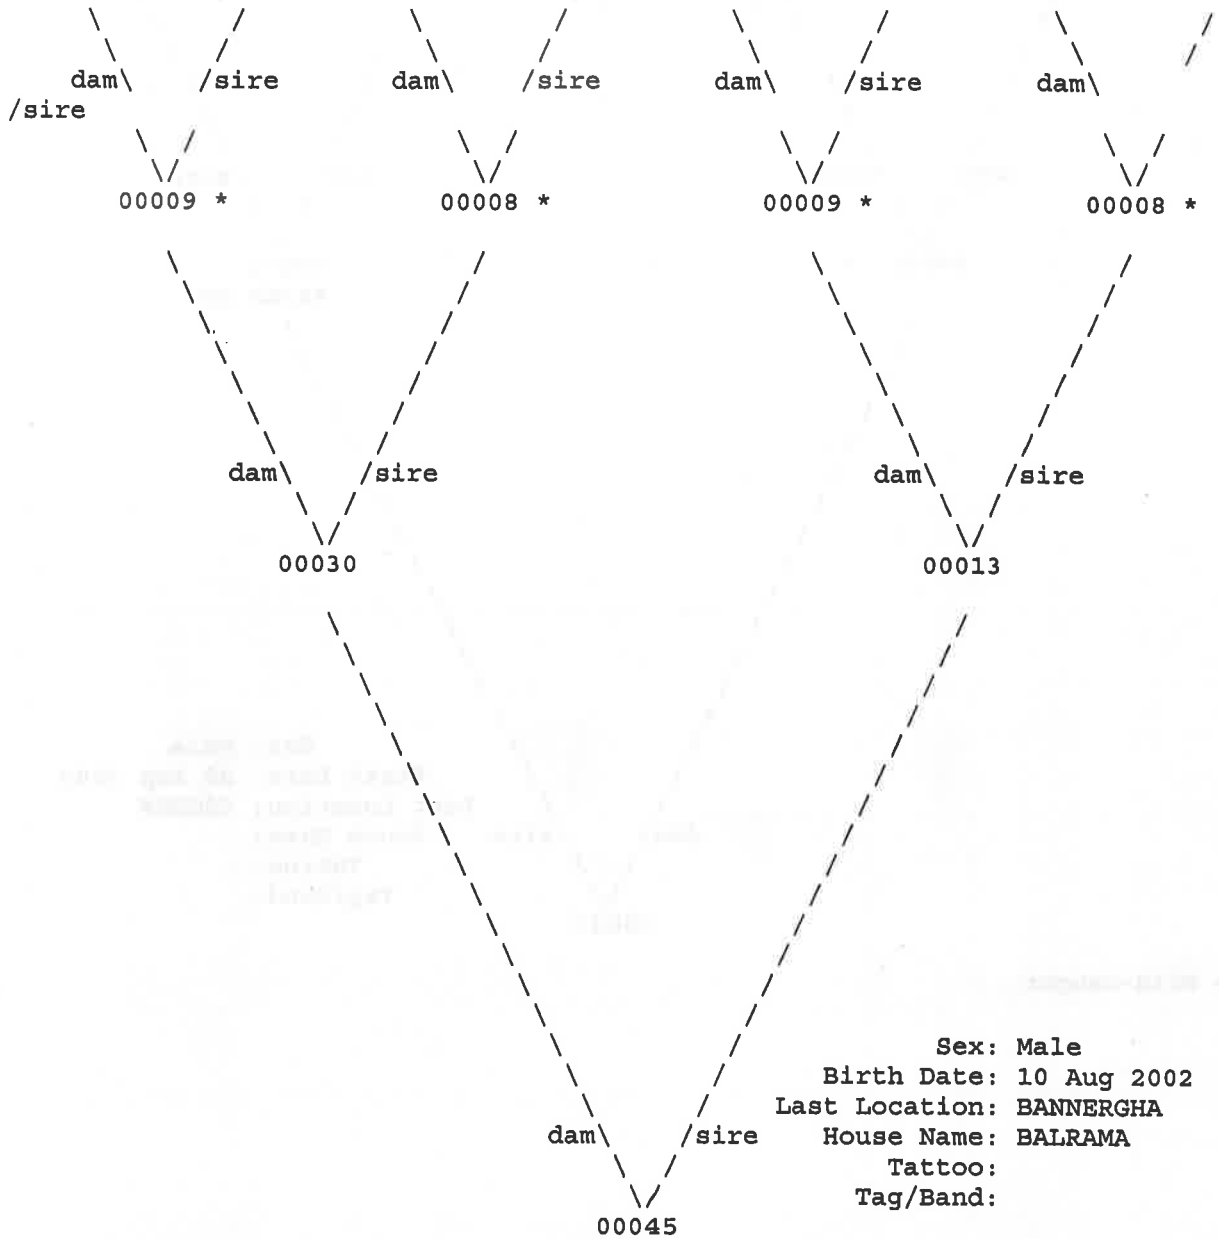 dam\ /sire dam\ /sire dam\ /sire dam\
/sire
00009 * 00008 * 00009 * 00008 *
dam\ /sire dam\ /sire
00030 00013
Sex: Male
Birth Date: 10 Aug 2002
Last Location: BANNERGHA
dam\ /sire House Name: BALRAMA
Tattoo:
Tag/Band:
00045